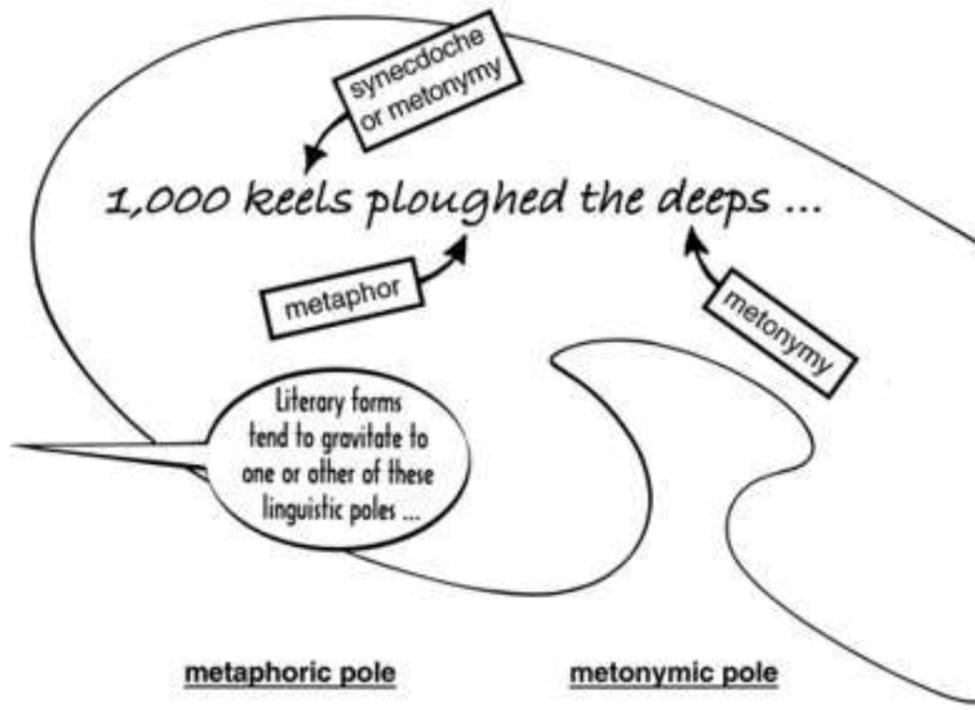 synecdoche
or metonymy
1,000 keels ploughed the deeps ...
metaphor
metonymy
Literary forms
tend to gravitate to
one or other of these
linguistic poles ...
metaphoric pole
metonymic pole